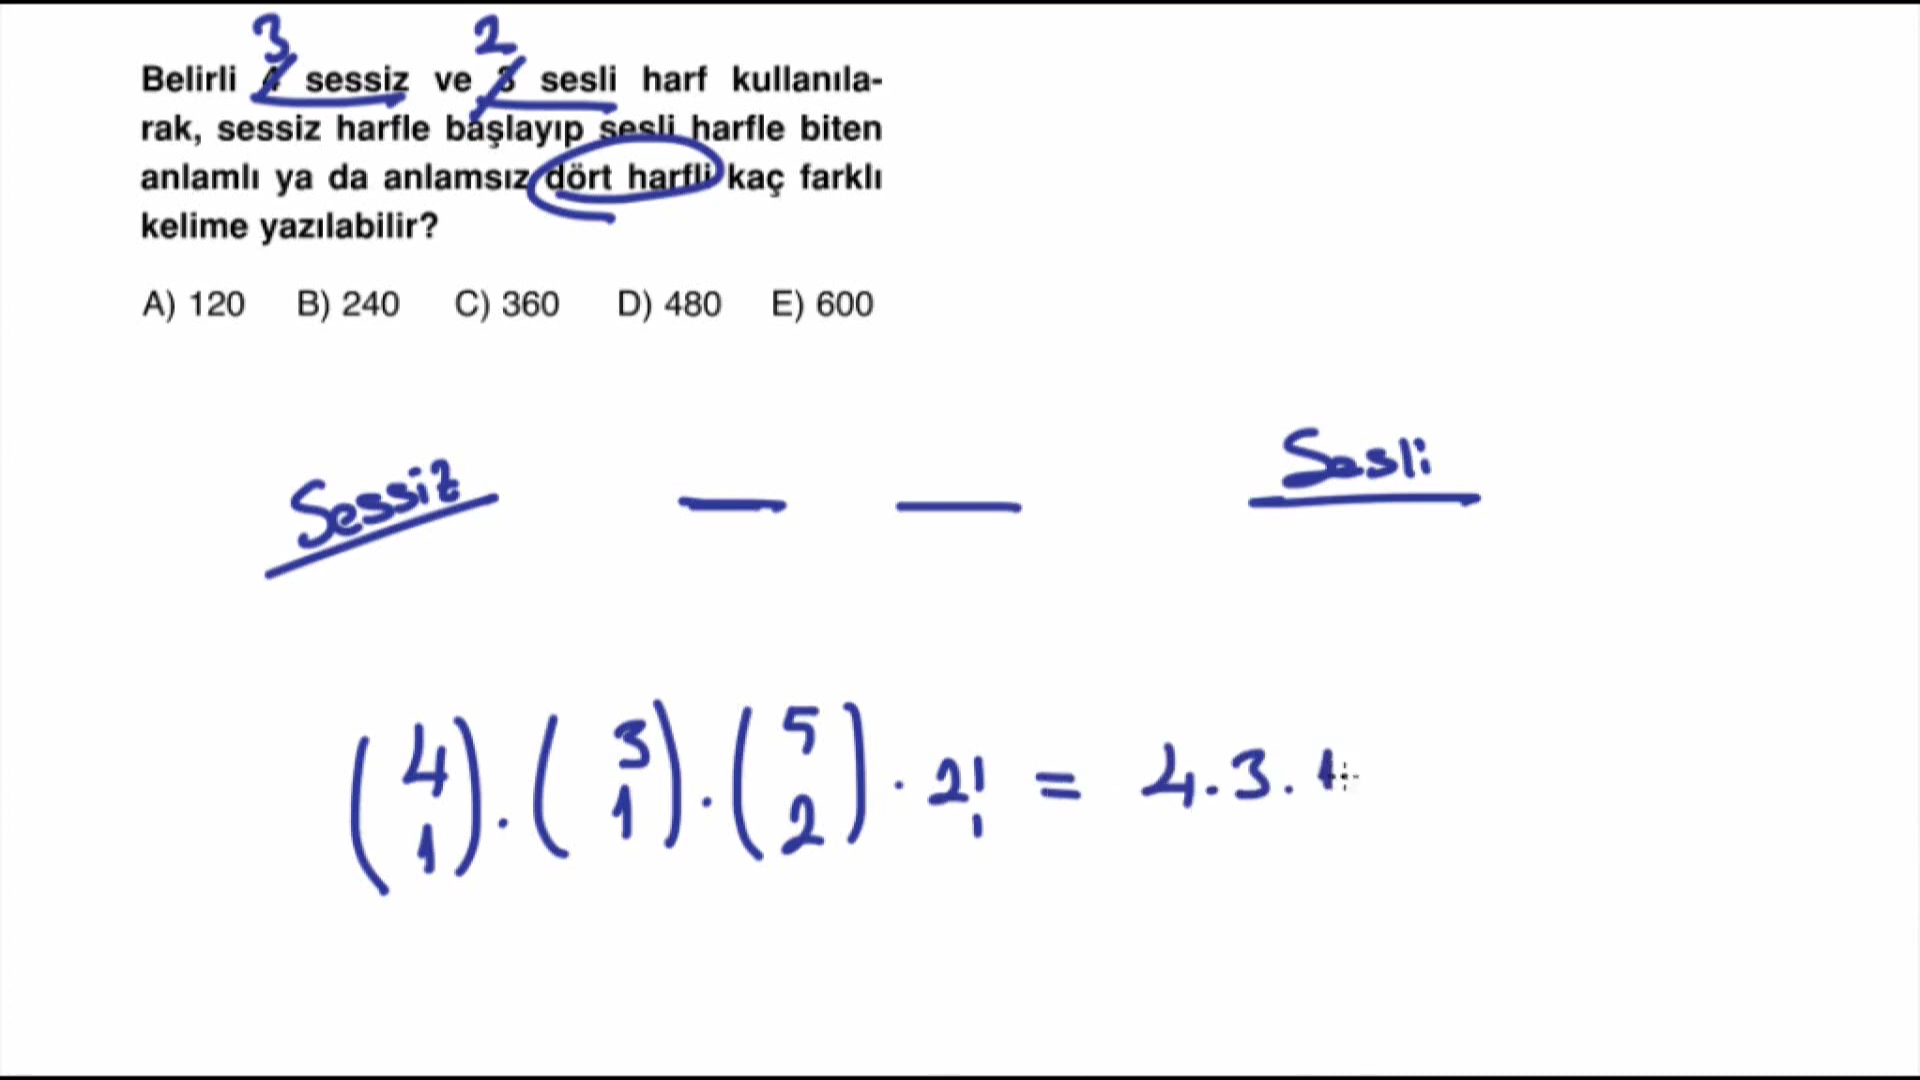 3 2
Belirli 4 sessiz ve 3 sesli harf kullanıla-
rak, sessiz harfle başlayıp sesli harfle biten
anlamlı ya da anlamsız dört harfli kaç farklı
kelime yazılabilir?
A) 120 B) 240 C) 360 D) 480 E) 600
Sessiz Sesli
(4 1) . (3 1) . (5 2) . 2! = 4 . 3 . 1